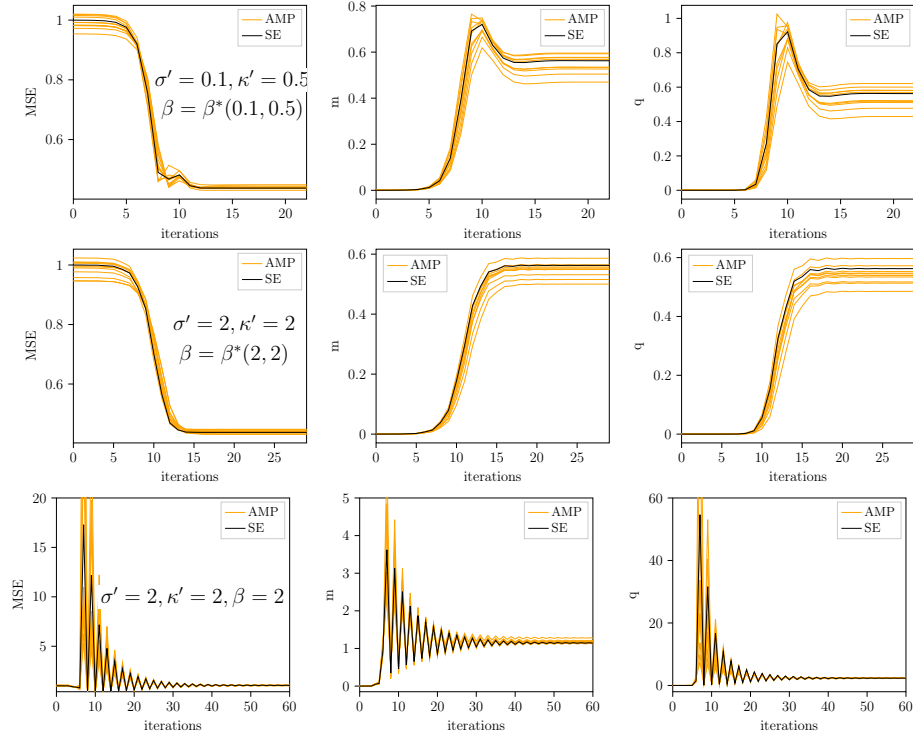 AMP
SE
MSE
1
0.8
0.6
σ′ = 0.1, κ′ = 0.5
β = β*(0.1, 0.5)
0 5 10 15 20
iterations
AMP
SE
m
0.8
0.6
0.4
0.2
0
0 5 10 15 20
iterations
AMP
SE
q
1
0.8
0.6
0.4
0.2
0
0 5 10 15 20
iterations
AMP
SE
MSE
1
0.8
0.6
σ′ = 2, κ′ = 2
β = β*(2, 2)
0 5 10 15 20 25
iterations
AMP
SE
m
0.6
0.4
0.2
0
0 5 10 15 20 25
iterations
AMP
SE
q
0.6
0.4
0.2
0
0 5 10 15 20 25
iterations
AMP
SE
MSE
20
15
10
5
σ′ = 2, κ′ = 2, β = 2
0 10 20 30 40 50 60
iterations
AMP
SE
m
5
4
3
2
1
0
0 10 20 30 40 50 60
iterations
AMP
SE
q
60
40
20
0
0 10 20 30 40 50 60
iterations